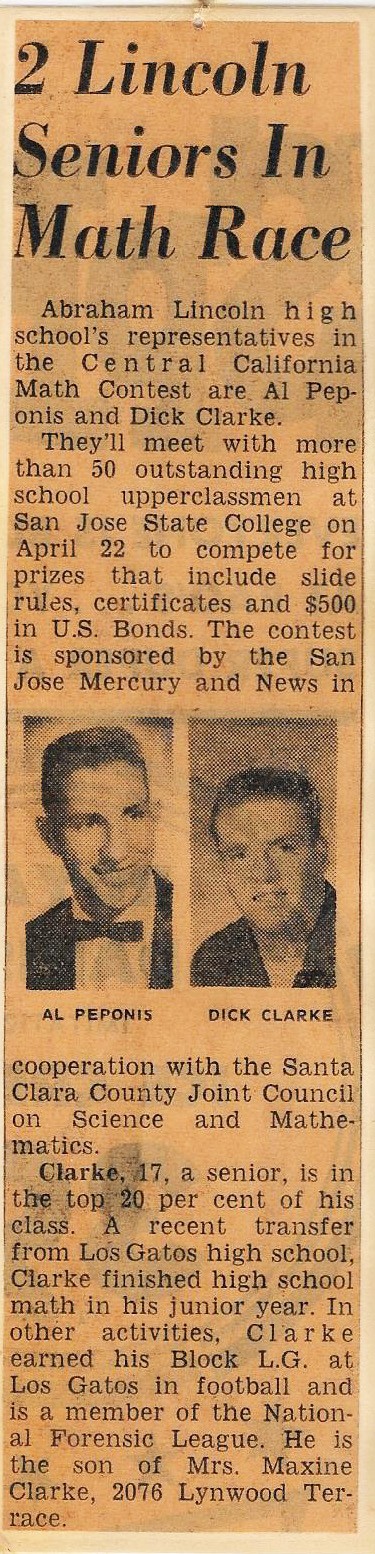 2 Lincoln
Seniors In
Math Race
Abraham Lincoln high
school's representatives in
the Central California
Math Contest are Al Pep-
onis and Dick Clarke.
They'll meet with more
than 50 outstanding high
school upperclassmen at
San Jose State College on
April 22 to compete for
prizes that include slide
rules, certificates and $500
in U.S. Bonds. The contest
is sponsored by the San
Jose Mercury and News in
AL PEPONIS DICK CLARKE
cooperation with the Santa
Clara County Joint Council
on Science and Mathe-
matics.
Clarke, 17, a senior, is in
the top 20 per cent of his
class. A recent transfer
from Los Gatos high school,
Clarke finished high school
math in his junior year. In
other activities, Clarke
earned his Block L.G. at
Los Gatos in football and
is a member of the Nation-
al Forensic League. He is
the son of Mrs. Maxine
Clarke, 2076 Lynwood Ter-
race.